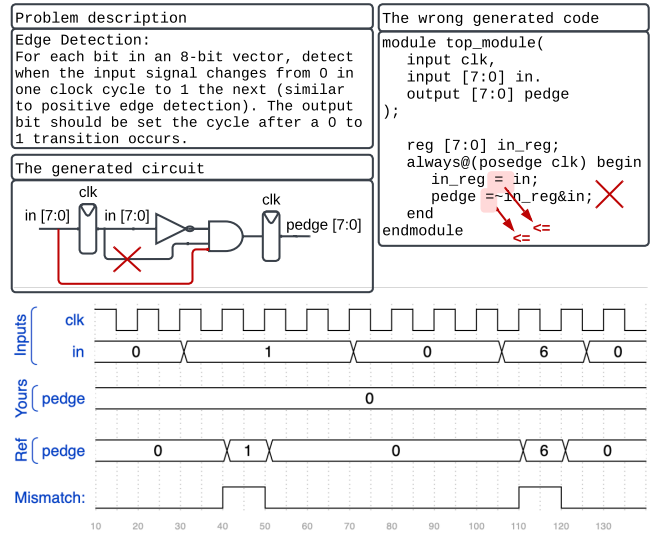 Problem description
Edge Detection:
For each bit in an 8-bit vector, detect
when the input signal changes from 0 in
one clock cycle to 1 the next (similar
to positive edge detection). The output
bit should be set the cycle after a 0 to
1 transition occurs.
The generated circuit
clk
in [7:0]
in [7:0]
clk
pedge [7:0]
The wrong generated code
module top_module(
input clk,
input [7:0] in.
output [7:0] pedge
);
reg [7:0] in_reg;
always@(posedge clk) begin
in_reg = in;
pedge =~in_reg&in;
end
<=
<=
endmodule
Inputs
clk
in
0 1 0 6 0
Yours
pedge
0
Ref
pedge
0 1 0 6 0
Mismatch:
10 20 30 40 50 60 70 80 90 100 110 120 130